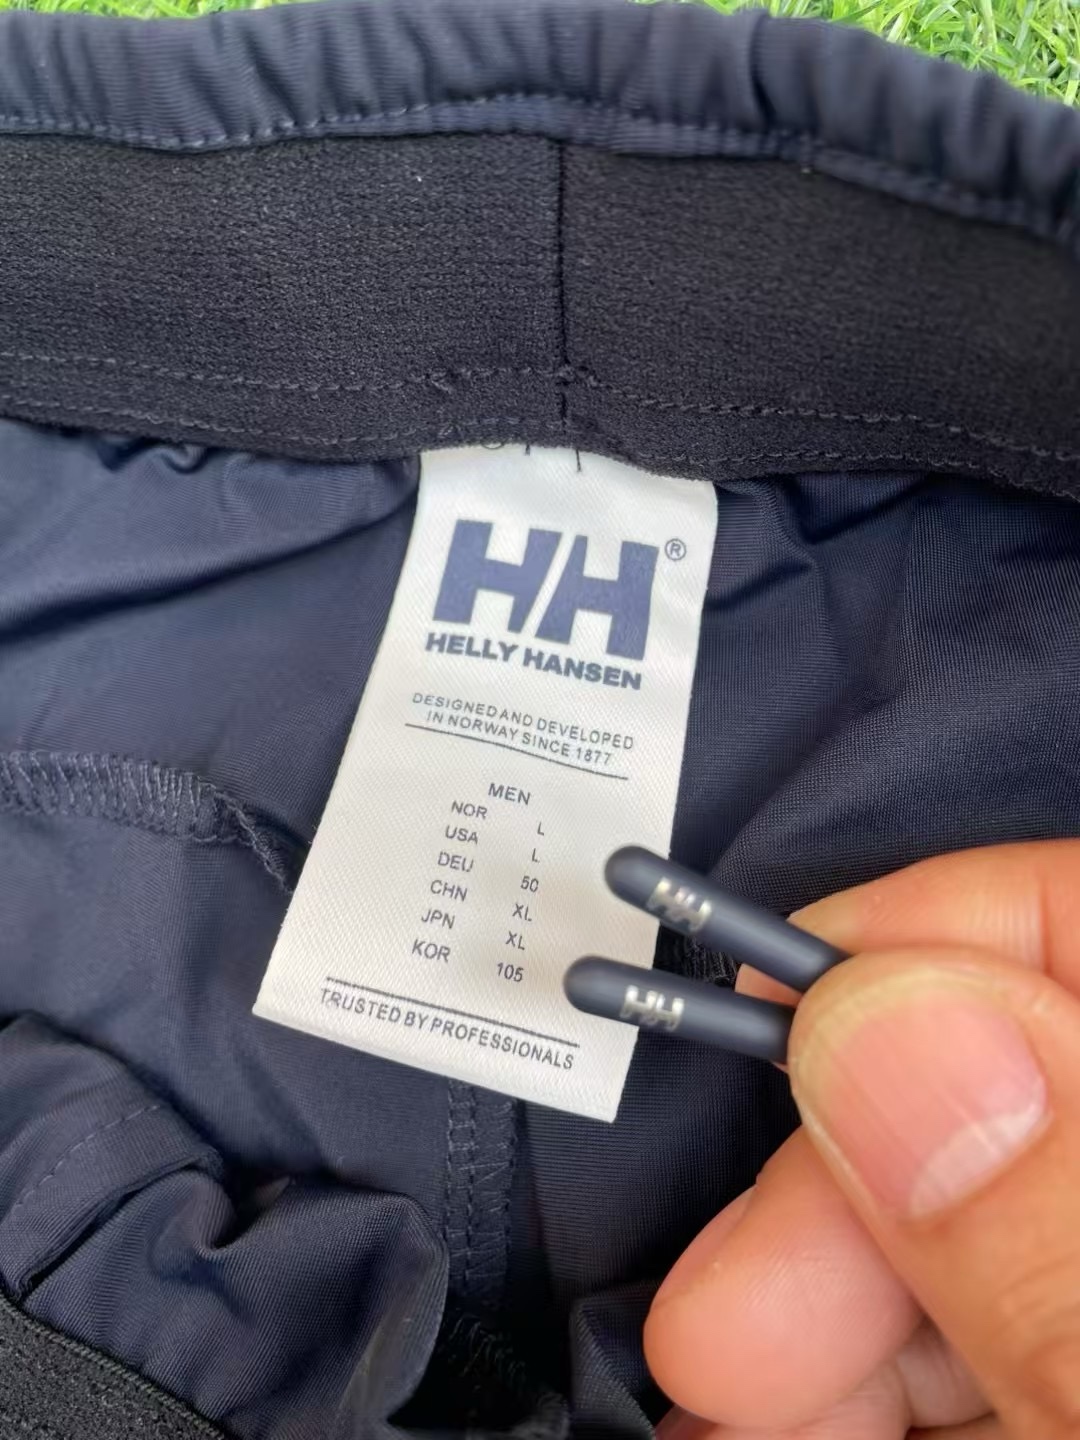 HH®
HELLY HANSEN
DESIGNED AND DEVELOPED
IN NORWAY SINCE 1877
MEN
NOR L
USA L
DEU 50
CHN XL
JPN XL
KOR 105
TRUSTED BY PROFESSIONALS
HH
HH